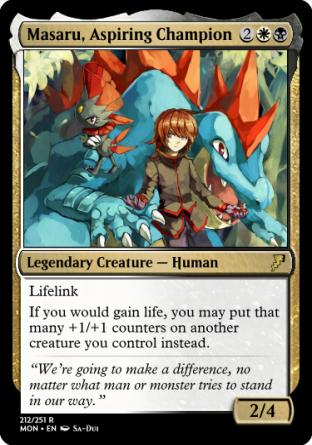 Masaru, Aspiring Champion 2
Legendary Creature — Human
Lifelink
If you would gain life, you may put that
many +1/+1 counters on another
creature you control instead.
“We’re going to make a difference, no
matter what man or monster tries to stand
in our way.”
2/4
212/251 R
MON • EN Sa-Dui